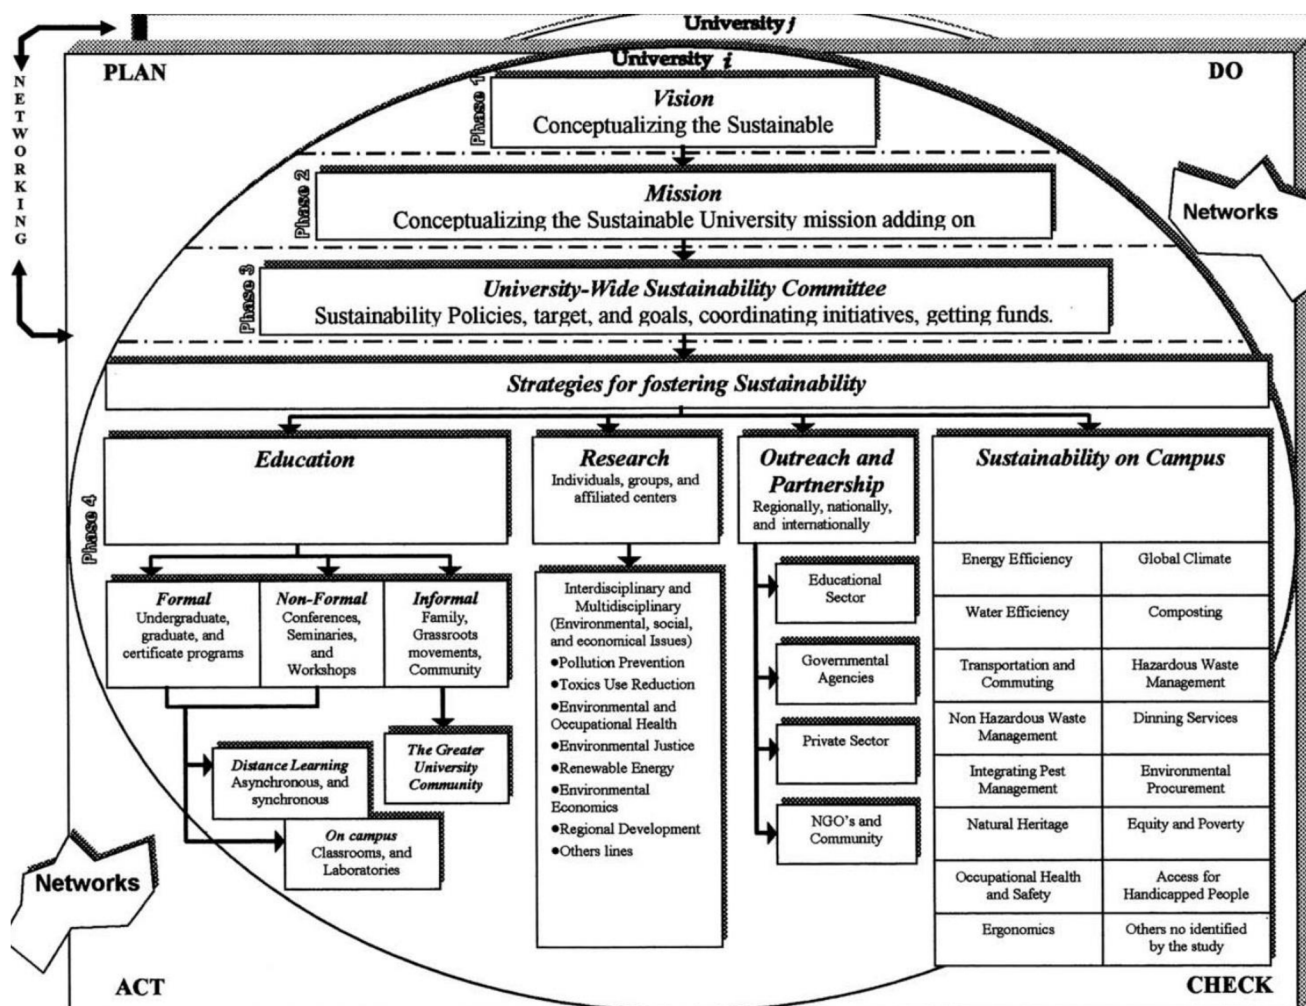 University j
University i
PLAN
DO
NETWORKING
Phase 1
Vision
Conceptualizing the Sustainable
Phase 2
Mission
Conceptualizing the Sustainable University mission adding on
Networks
Phase 3
University-Wide Sustainability Committee
Sustainability Policies, target, and goals, coordinating initiatives, getting funds.
Phase 4
Strategies for fostering Sustainability
Education
Formal
Undergraduate,
graduate, and
certificate programs
Non-Formal
Conferences,
Seminaries,
and
Workshops
Informal
Family,
Grassroots
movements,
Community
Distance Learning
Asynchronous, and
synchronous
On campus
Classrooms, and
Laboratories
The Greater
University
Community
Research
Individuals, groups, and
affiliated centers
Interdisciplinary and
Multidisciplinary
(Environmental, social,
and economical Issues)
●Pollution Prevention
●Toxics Use Reduction
●Environmental and
Occupational Health
●Environmental Justice
●Renewable Energy
●Environmental
Economics
●Regional Development
●Others lines
Outreach and
Partnership
Regionally, nationally,
and internationally
Educational
Sector
Governmental
Agencies
Private Sector
NGO's and
Community
Sustainability on Campus
Energy Efficiency
Global Climate
Water Efficiency
Composting
Transportation and
Commuting
Hazardous Waste
Management
Non Hazardous Waste
Management
Dinning Services
Integrating Pest
Management
Environmental
Procurement
Natural Heritage
Equity and Poverty
Occupational Health
and Safety
Access for
Handicapped People
Ergonomics
Others no identified
by the study
Networks
ACT
CHECK